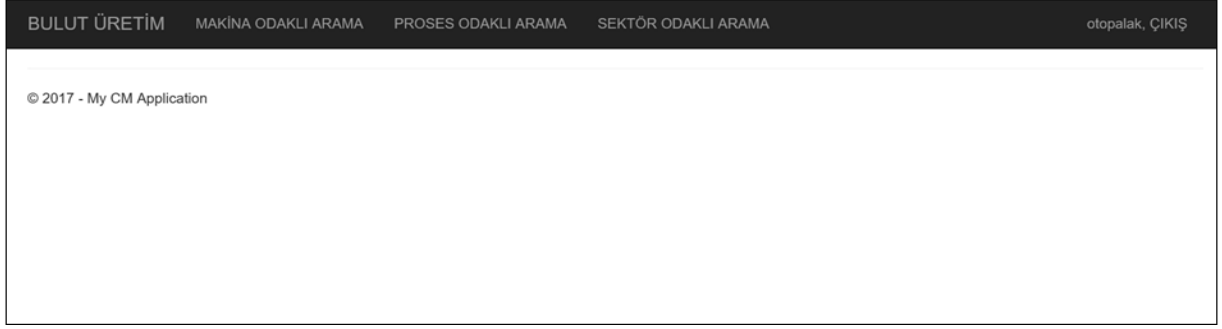 BULUT ÜRETİM MAKİNA ODAKLI ARAMA PROSES ODAKLI ARAMA SEKTÖR ODAKLI ARAMA otopalak, ÇIKIŞ
© 2017 - My CM Application